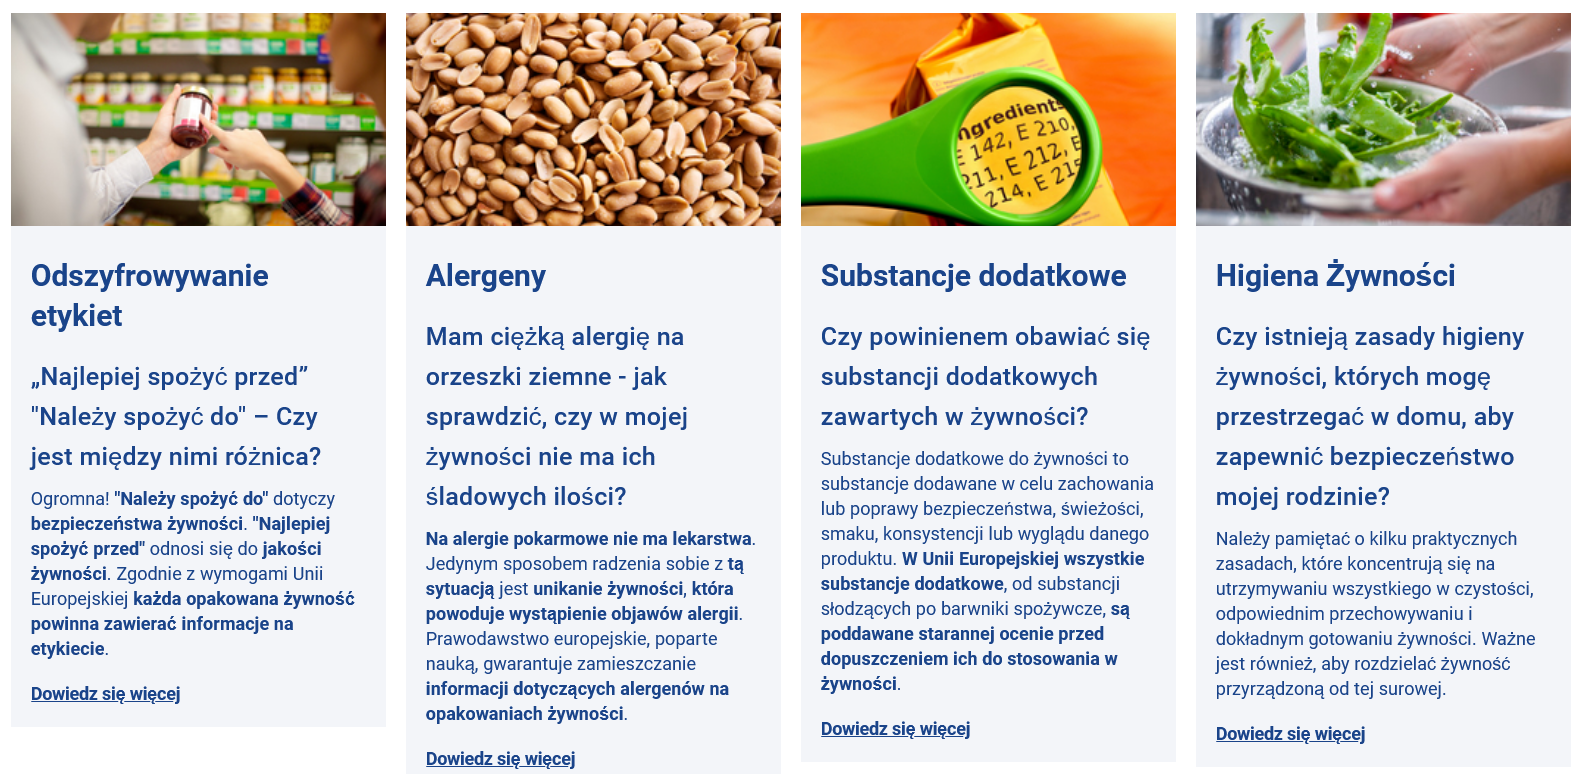 ngredients
E 142, E 210,
211, E 212, E
214, E 215
Odszyfrowywanie
etykiet
„Najlepiej spożyć przed”
"Należy spożyć do" – Czy
jest między nimi różnica?
Ogromna! "Należy spożyć do" dotyczy
bezpieczeństwa żywności. "Najlepiej
spożyć przed" odnosi się do jakości
żywności. Zgodnie z wymogami Unii
Europejskiej każda opakowana żywność
powinna zawierać informacje na
etykiecie.
Dowiedz się więcej
Alergeny
Mam ciężką alergię na
orzeszki ziemne - jak
sprawdzić, czy w mojej
żywności nie ma ich
śladowych ilości?
Na alergie pokarmowe nie ma lekarstwa.
Jedynym sposobem radzenia sobie z tą
sytuacją jest unikanie żywności, która
powoduje wystąpienie objawów alergii.
Prawodawstwo europejskie, poparte
nauką, gwarantuje zamieszczanie
informacji dotyczących alergenów na
opakowaniach żywności.
Dowiedz się więcej
Substancje dodatkowe
Czy powinienem obawiać się
substancji dodatkowych
zawartych w żywności?
Substancje dodatkowe do żywności to
substancje dodawane w celu zachowania
lub poprawy bezpieczeństwa, świeżości,
smaku, konsystencji lub wyglądu danego
produktu. W Unii Europejskiej wszystkie
substancje dodatkowe, od substancji
słodzących po barwniki spożywcze, są
poddawane starannej ocenie przed
dopuszczeniem ich do stosowania w
żywności.
Dowiedz się więcej
Higiena Żywności
Czy istnieją zasady higieny
żywności, których mogę
przestrzegać w domu, aby
zapewnić bezpieczeństwo
mojej rodzinie?
Należy pamiętać o kilku praktycznych
zasadach, które koncentrują się na
utrzymywaniu wszystkiego w czystości,
odpowiednim przechowywaniu i
dokładnym gotowaniu żywności. Ważne
jest również, aby rozdzielać żywność
przyrządzoną od tej surowej.
Dowiedz się więcej